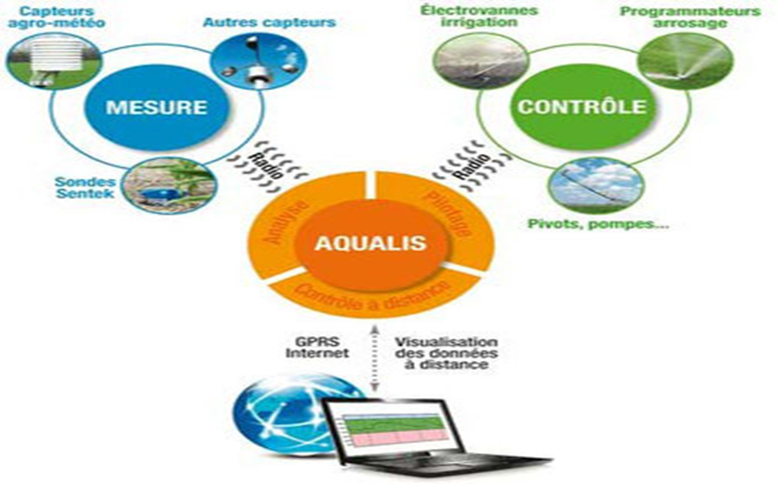 Capteurs
agro-météo
Autres capteurs
MESURE
Sondes
Sentek
Radio
Électrovannes
irrigation
Programmateurs
arrosage
CONTRÔLE
Pivots, pompes...
Radio
Analyse
Pilotage
AQUALIS
Contrôle à distance
GPRS
Internet
Visualisation
des données
à distance